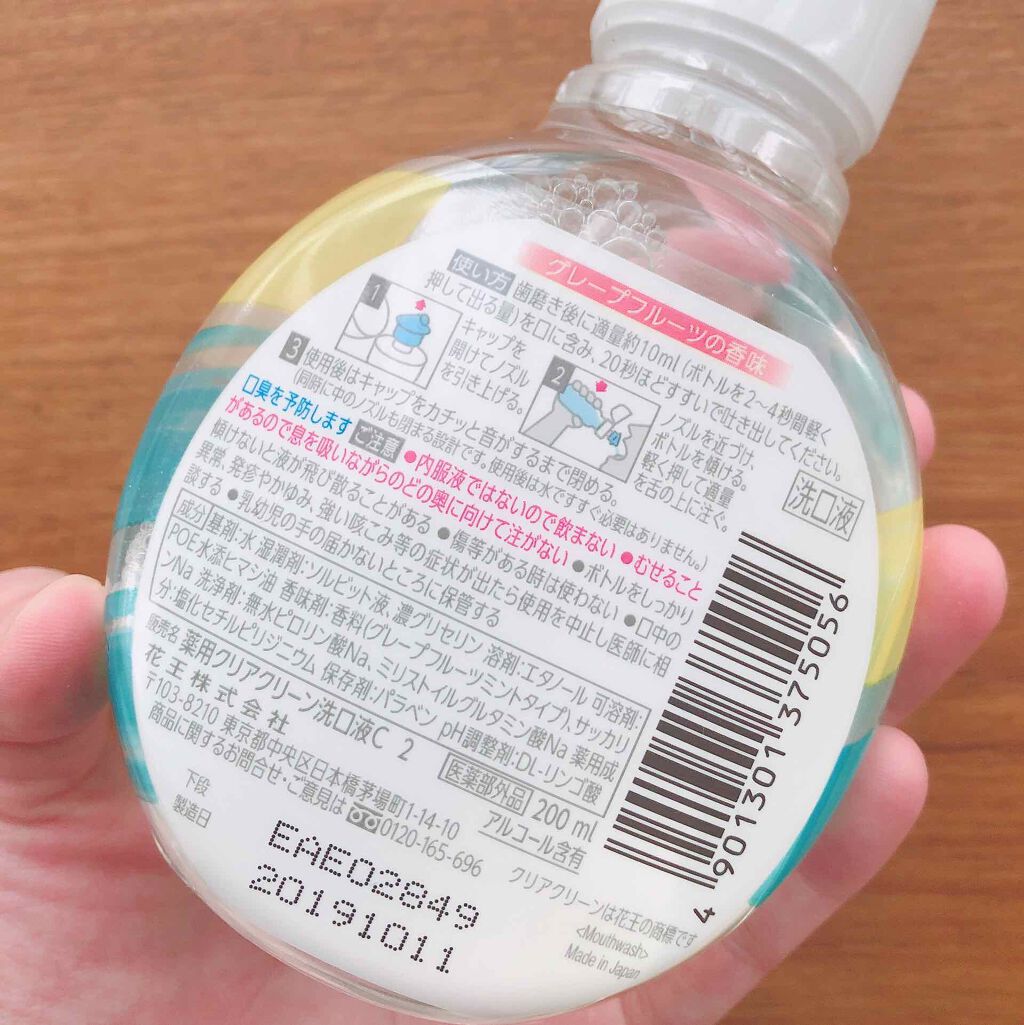 グレープフルーツの香味
使い方 歯磨き後に適量約10ml(ボトルを2~4秒間軽く
押して出る量)を口に含み、20秒ほどすすいで吐き出してください。
1
キャップを
開けてノズル
を引き上げる。
2
ノズルを近づけ、
ボトルを傾ける。
軽く押して適量
を舌の上に注ぐ。
3 使用後はキャップをカチッと音がするまで閉める。
(同時に中のノズルも閉まる設計です。使用後は水ですすぐ必要はありません。)
洗口液
口臭を予防します ご注意 ●内服液ではないので飲まない ●むせること
があるので息を吸いながらのどの奥に向けて注がない ●ボトルをしっかり
傾けないと液が飛び散ることがある ●傷等がある時は使わない ●口中の
異常、発疹やかゆみ、強い咳こみ等の症状が出たら使用を中止し医師に相
談する ●乳幼児の手の届かないところに保管する
成分 基剤:水 湿潤剤:ソルビット液、濃グリセリン 溶剤:エタノール 可溶剤:
POE水添ヒマシ油 香味剤:香料(グレープフルーツミントタイプ)、サッカリ
ンNa 洗浄剤:無水ピロリン酸Na、ミリストイルグルタミン酸Na 薬用成
分:塩化セチルピリジニウム 保存剤:パラベン pH調整剤:DL-リンゴ酸
販売名 薬用クリアクリーン洗口液C 2
医薬部外品 200 ml
花王株式会社
アルコール含有
〒103-8210 東京都中央区日本橋茅場町1-14-10
商品に関するお問合せ・ご意見は 0120-165-696
クリアクリーンは花王の商標です
<Mouthwash>
Made in Japan
下段
製造日
EAE02849
20191011
4 901301 375056